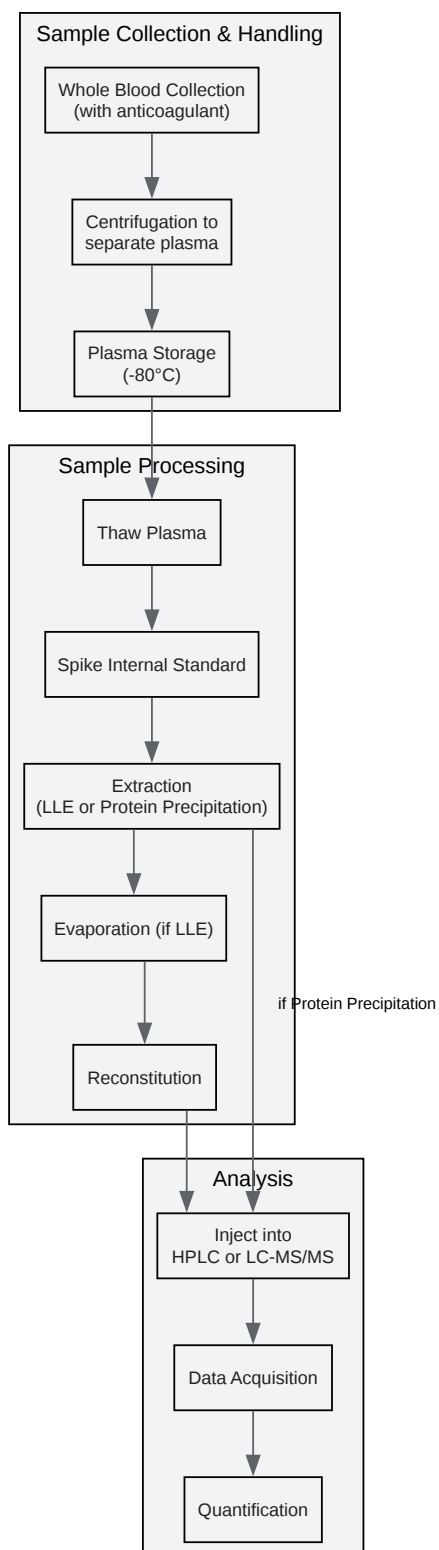 Sample Collection & Handling
Whole Blood Collection
(with anticoagulant)
Centrifugation to
separate plasma
Plasma Storage
(-80°C)
Sample Processing
Thaw Plasma
Spike Internal Standard
Extraction
(LLE or Protein Precipitation)
Evaporation (if LLE)
if Protein Precipitation
Reconstitution
Analysis
Inject into
HPLC or LC-MS/MS
Data Acquisition
Quantification